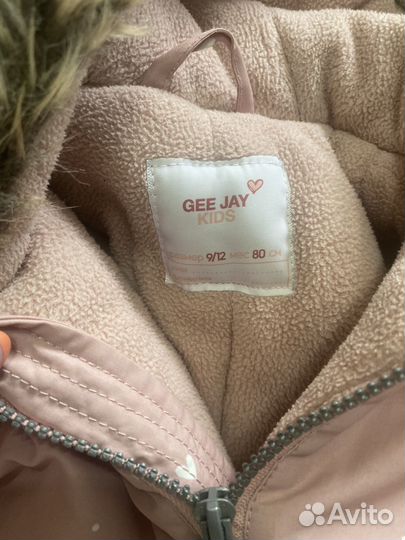 GEE JAY
KIDS
размер 9/12 мес 80 см
Avito